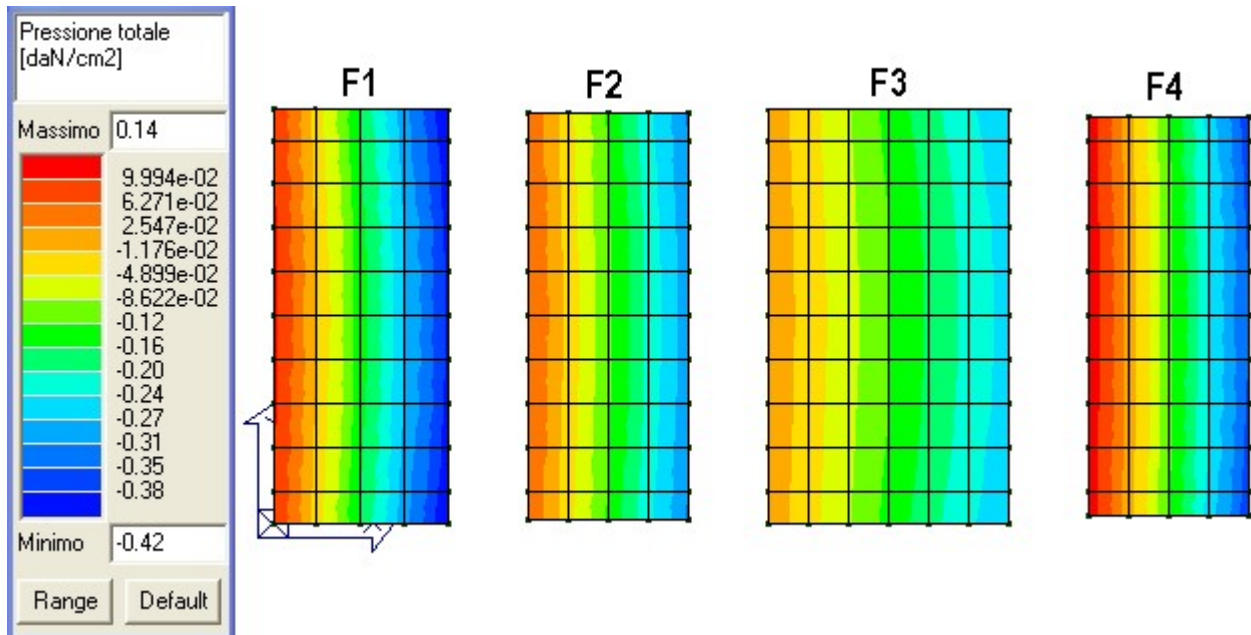 Pressione totale
[daN/cm2]
Massimo 0.14
9.994e-02
6.271e-02
2.547e-02
-1.176e-02
-4.899e-02
-8.622e-02
-0.12
-0.16
-0.20
-0.24
-0.27
-0.31
-0.35
-0.38
Minimo -0.42
Range Default
F1 F2 F3 F4